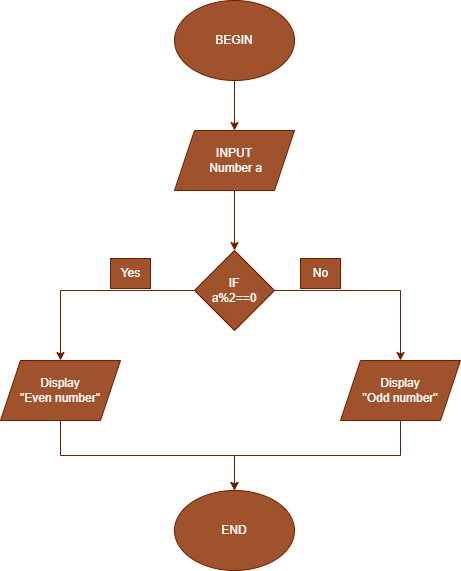 BEGIN
INPUT
Number a
Yes
IF
a%2==0
No
Display
"Even number"
Display
"Odd number"
END